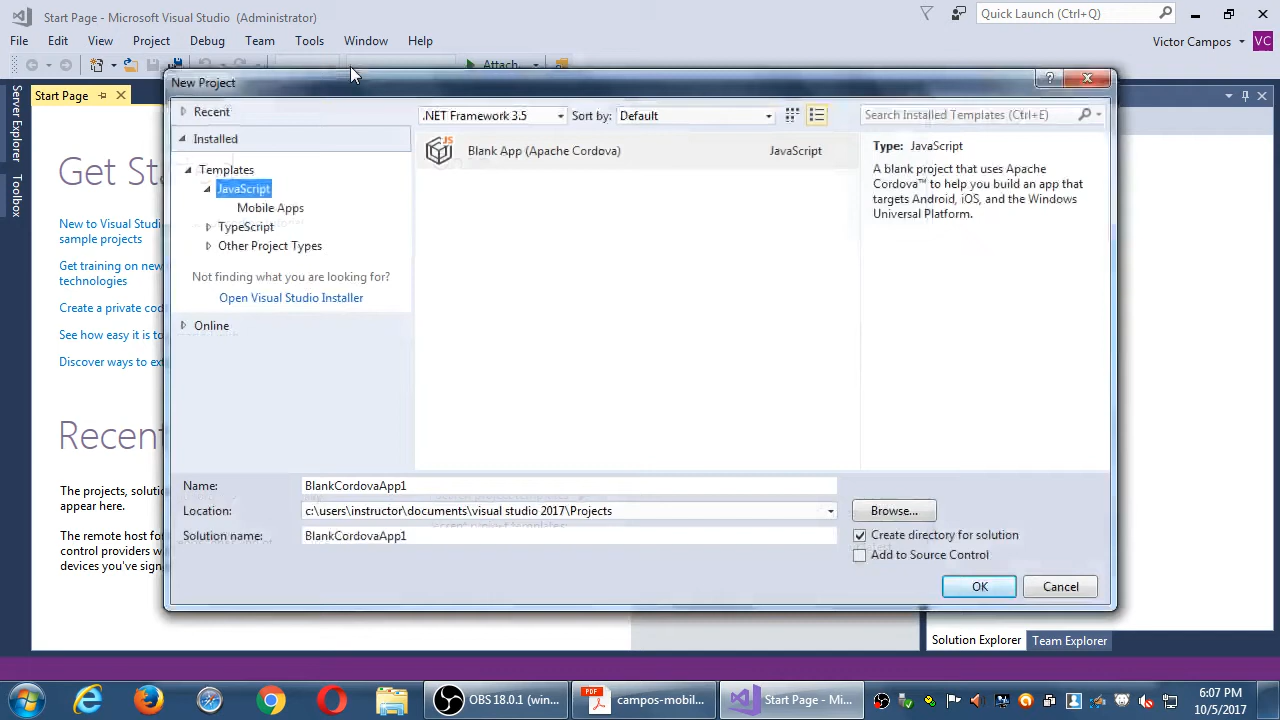 Start Page - Microsoft Visual Studio (Administrator)
Quick Launch (Ctrl+Q)
File Edit View Project Debug Team Tools Window Help
Victor Campos VC
Attach...
New Project
Start Page
Server Explorer
Toolbox
Recent
Installed
Templates
JavaScript
Mobile Apps
TypeScript
Other Project Types
Not finding what you are looking for?
Open Visual Studio Installer
Online
.NET Framework 3.5 Sort by: Default
Search Installed Templates (Ctrl+E)
JS Blank App (Apache Cordova) JavaScript
Type: JavaScript
A blank project that uses Apache
Cordova™ to help you build an app that
targets Android, iOS, and the Windows
Universal Platform.
Get
New to Visual
sample projects
Get training on new
technologies
Create a private
See how easy it is to
Discover ways to
Recen
The projects,
appear here.
The remote host
control providers
devices you've
Name: BlankCordovaApp1
Location: c:\users\instructor\documents\visual studio 2017\Projects
Browse...
Solution name: BlankCordovaApp1
Create directory for solution
Add to Source Control
OK Cancel
Solution Explorer Team Explorer
OBS 18.0.1 (win...
PDF campos-mobil...
Start Page - Mi...
6:07 PM
10/5/2017